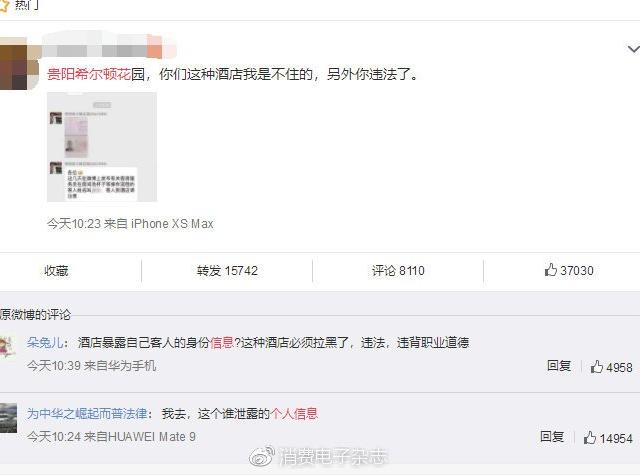 热门
贵阳希尔顿花园，你们这种酒店我是不住的，另外你违法了。
今天10:23 来自 iPhone XS Max
收藏
转发 15742
评论 8110
37030
原微博的评论
朵兔儿：酒店暴露自己客人的身份信息?这种酒店必须拉黑了，违法，违背职业道德
今天10:39 来自华为手机
回复
4958
为中华之崛起而普法律：我去，这个谁泄露的个人信息
今天10:24 来自HUAWEI Mate 9
回复
14954
消费电子杂志